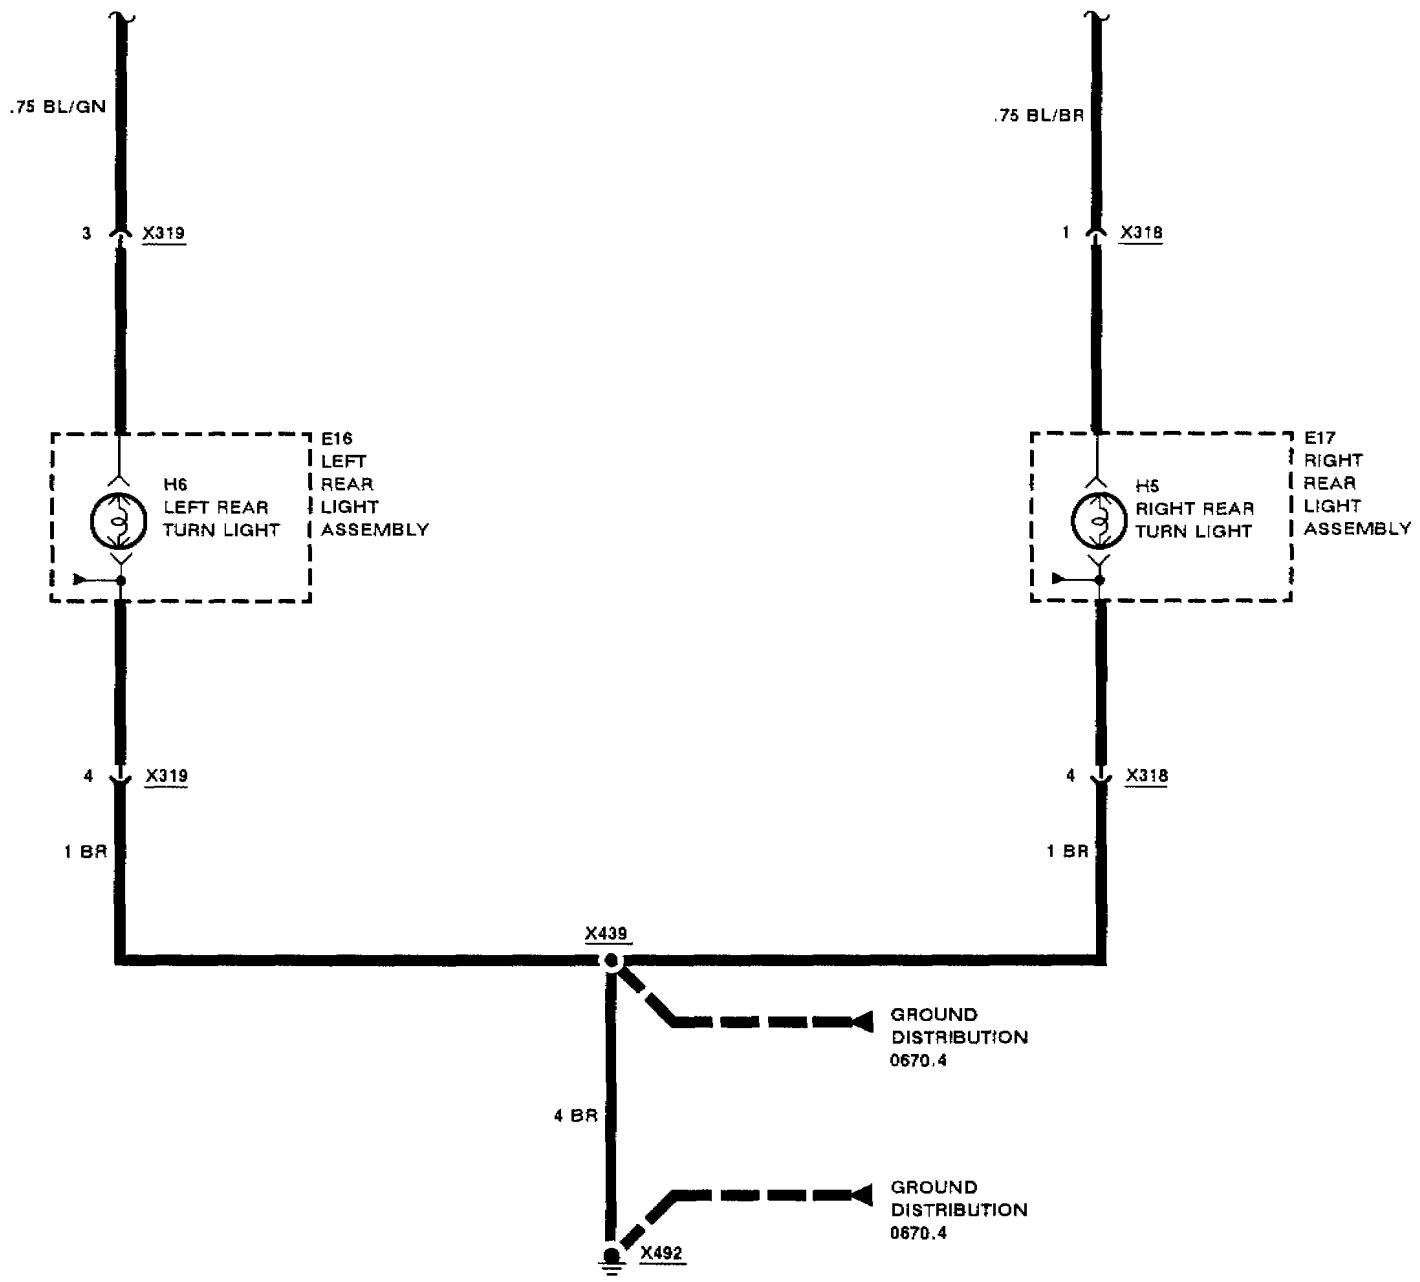 .75 BL/GN
.75 BL/BR
3 X319
1 X318
E16
LEFT
REAR
LIGHT
ASSEMBLY
H6
LEFT REAR
TURN LIGHT
E17
RIGHT
REAR
LIGHT
ASSEMBLY
H5
RIGHT REAR
TURN LIGHT
4 X319
4 X318
1 BR
1 BR
X439
GROUND
DISTRIBUTION
0670.4
4 BR
GROUND
DISTRIBUTION
0670.4
X492